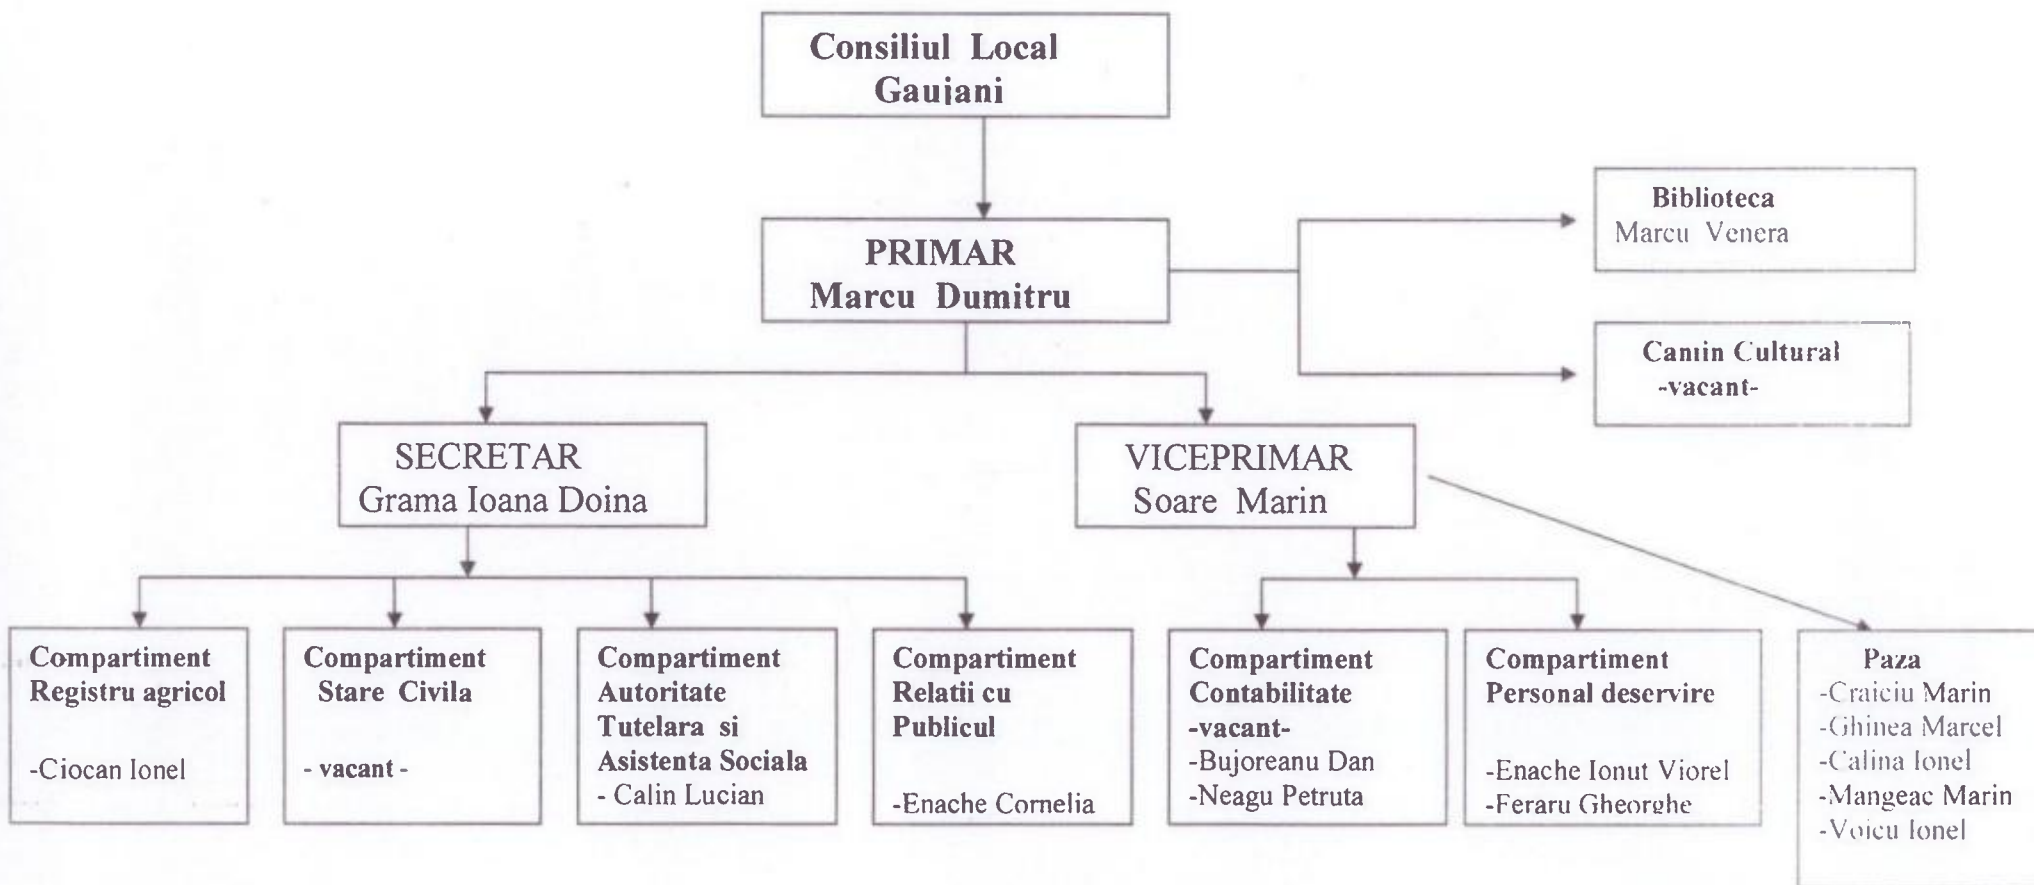 Consiliul Local
Gauiani
PRIMAR
Marcu Dumitru
Biblioteca
Marcu Venera
Camin Cultural
-vacant-
SECRETAR
Grama Ioana Doina
VICEPRIMAR
Soare Marin
Compartiment
Registru agricol
-Ciocan Ionel
Compartiment
Stare Civila
- vacant -
Compartiment
Autoritate
Tutelara si
Asistenta Sociala
- Calin Lucian
Compartiment
Relatii cu
Publicul
-Enache Cornelia
Compartiment
Contabilitate
-vacant-
-Bujoreanu Dan
-Neagu Petruta
Compartiment
Personal deservire
-Enache Ionut Viorel
-Feraru Gheorghe
Paza
-Craiciu Marin
-Ghinea Marcel
-Calina Ionel
-Mangeac Marin
-Voicu Ionel